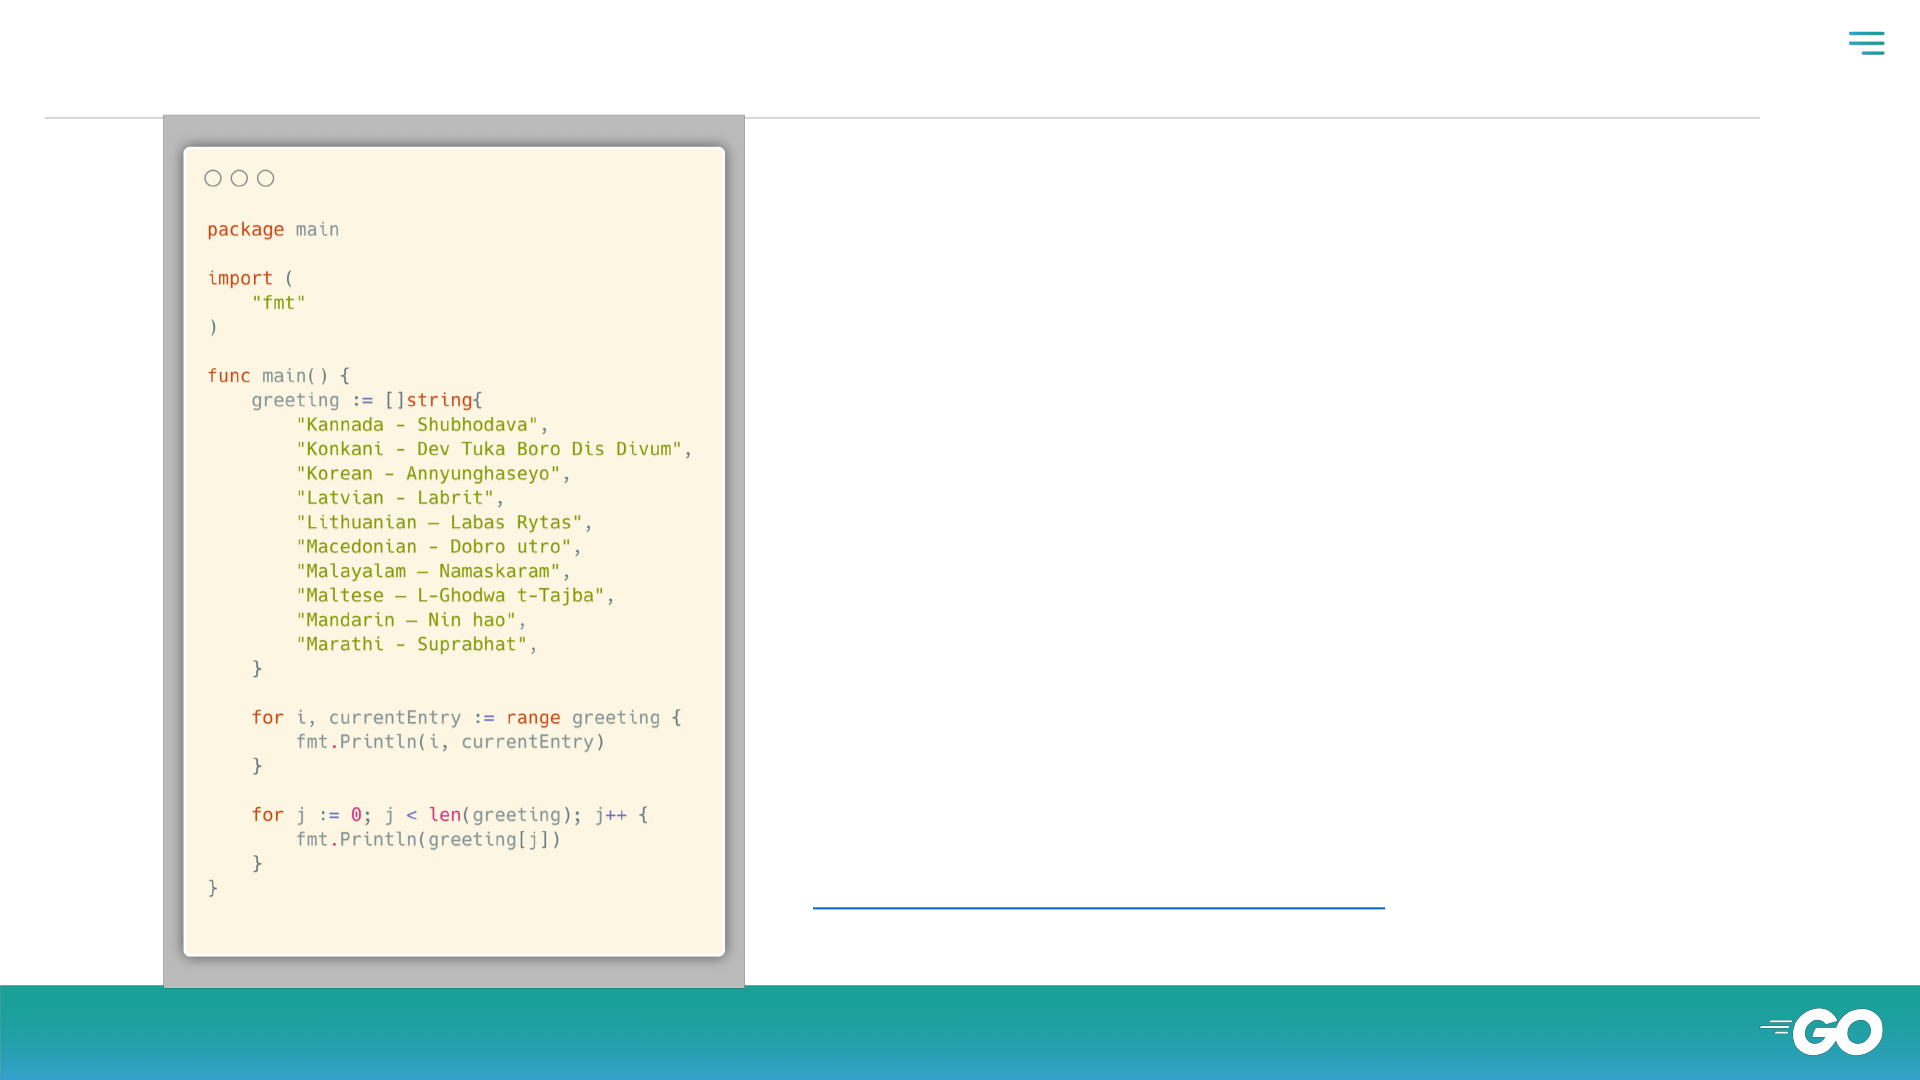 package main
import (
"fmt"
)
func main() {
greeting := []string{
"Kannada - Shubhodava",
"Konkani - Dev Tuka Boro Dis Divum",
"Korean - Annyunghaseyo",
"Latvian - Labrit",
"Lithuanian – Labas Rytas",
"Macedonian - Dobro utro",
"Malayalam – Namaskaram",
"Maltese – L-Ghodwa t-Tajba",
"Mandarin – Nin hao",
"Marathi - Suprabhat",
}
for i, currentEntry := range greeting {
fmt.Println(i, currentEntry)
}
for j := 0; j < len(greeting); j++ {
fmt.Println(greeting[j])
}
}
GO